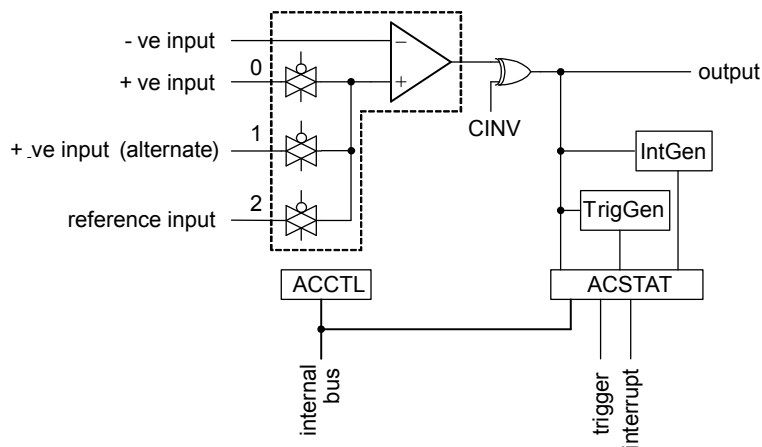 - ve input
−
+ ve input
0
+
output
CINV
+ ve input (alternate)
1
IntGen
reference input
2
TrigGen
ACCTL
ACSTAT
internal
bus
trigger
interrupt